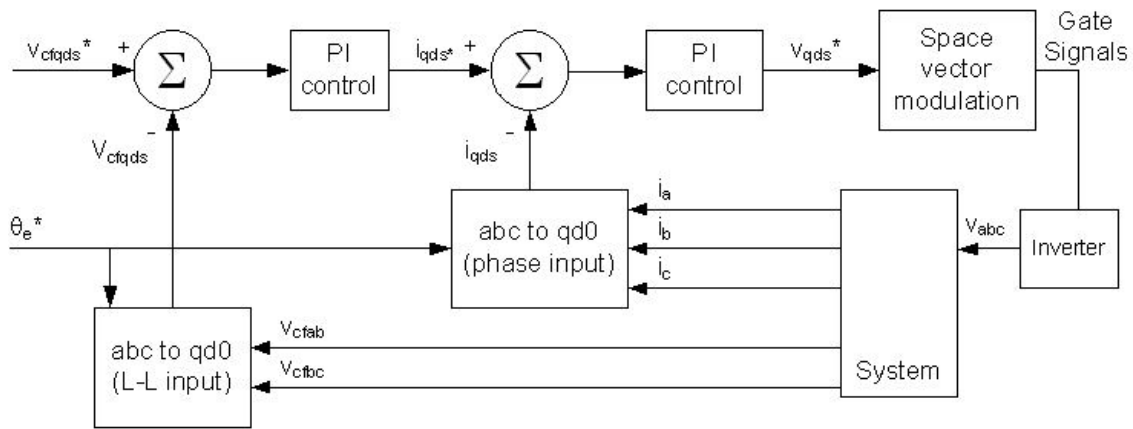 Vcfqds*
+
Σ
PI
control
iqds*
+
Σ
PI
control
vqds*
Space
vector
modulation
Gate
Signals
Vcfqds
-
iqds
-
θe*
abc to qd0
(phase input)
ia
ib
ic
Vabc
Inverter
abc to qd0
(L-L input)
Vcfab
Vcfbc
System